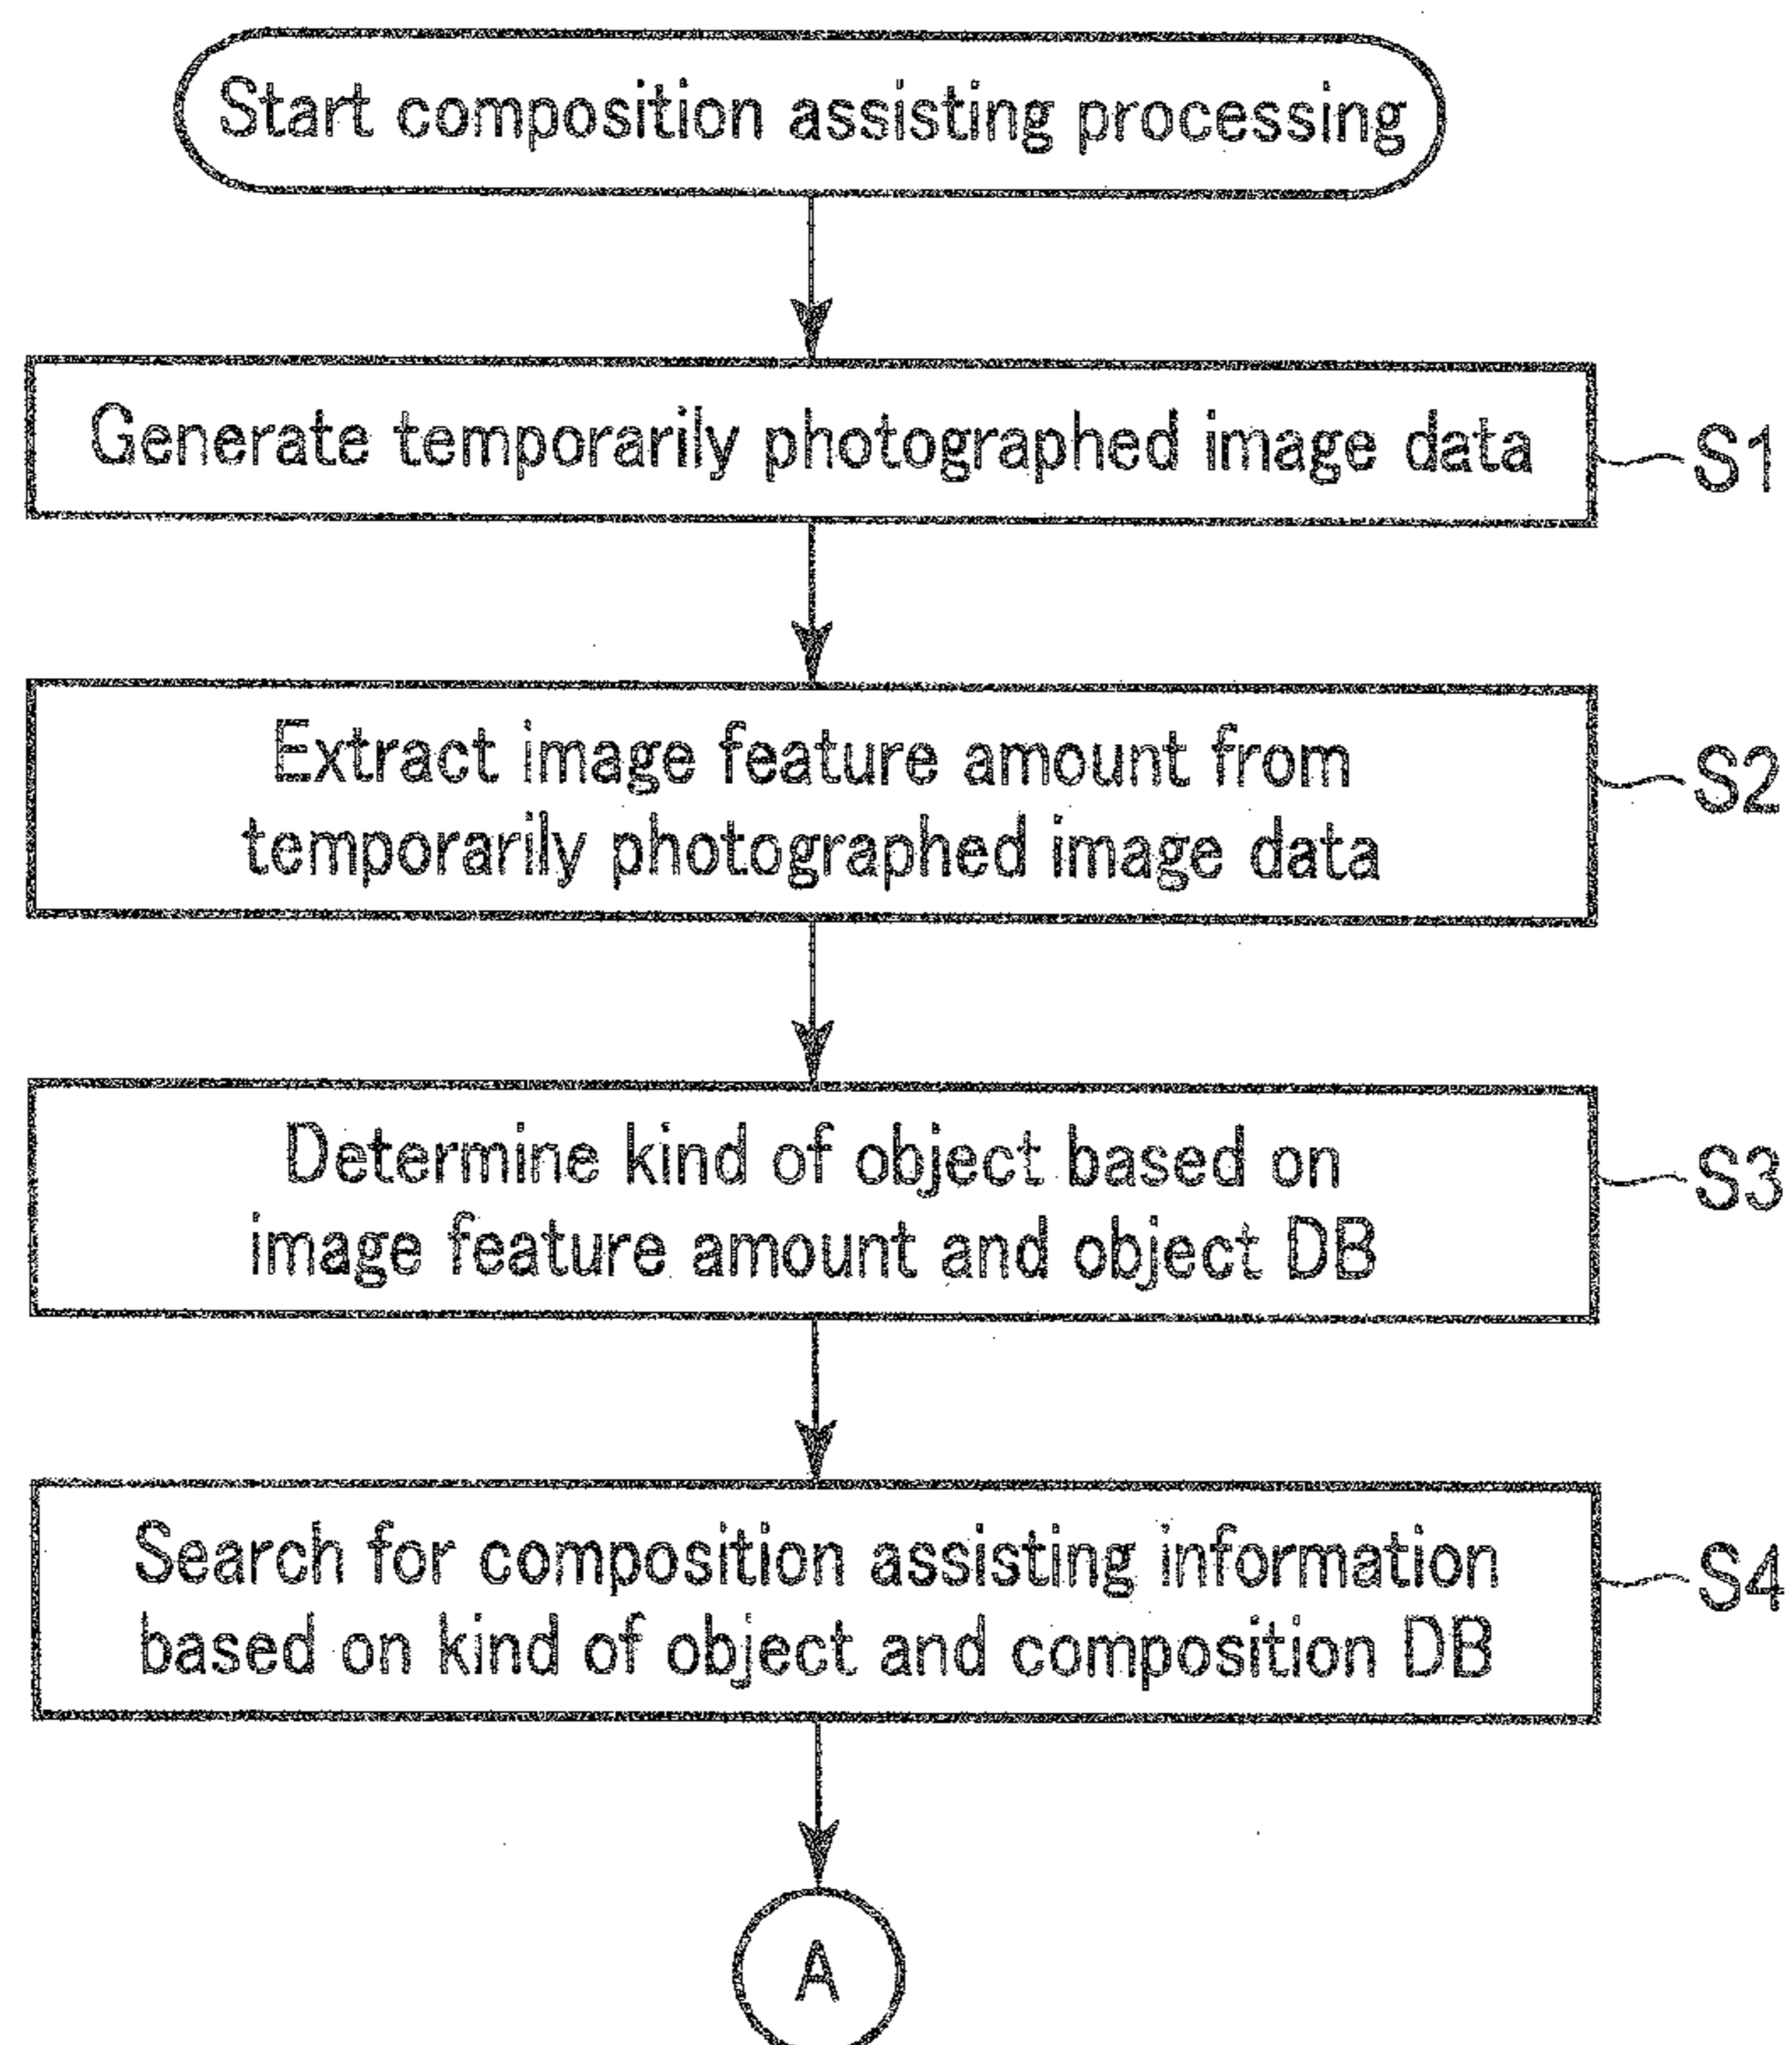 Start composition assisting processing
Generate temporarily photographed image data
S1
Extract image feature amount from
temporarily photographed image data
S2
Determine kind of object based on
image feature amount and object DB
S3
Search for composition assisting information
based on kind of object and composition DB
S4
A